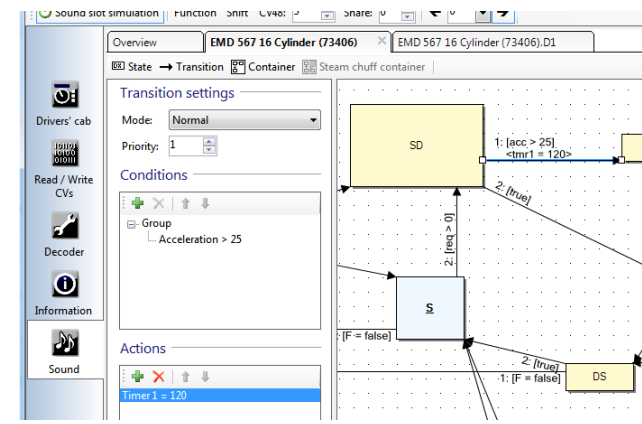 Sound slot simulation Function Shift CV48: 5 Share: 0 0
Overview EMD 567 16 Cylinder (73406) EMD 567 16 Cylinder (73406).D1
State Transition Container Steam chuff container
Drivers' cab
Read / Write
CVs
Decoder
Information
Sound
Transition settings
Mode: Normal
Priority: 1
Conditions
Group
Acceleration > 25
Actions
Timer 1 = 120
SD
1: [acc > 25]
<tmr1 = 120>
2: [true]
2: [req > 0]
S
: [F = false]
2: [true]
1: [F = false]
DS